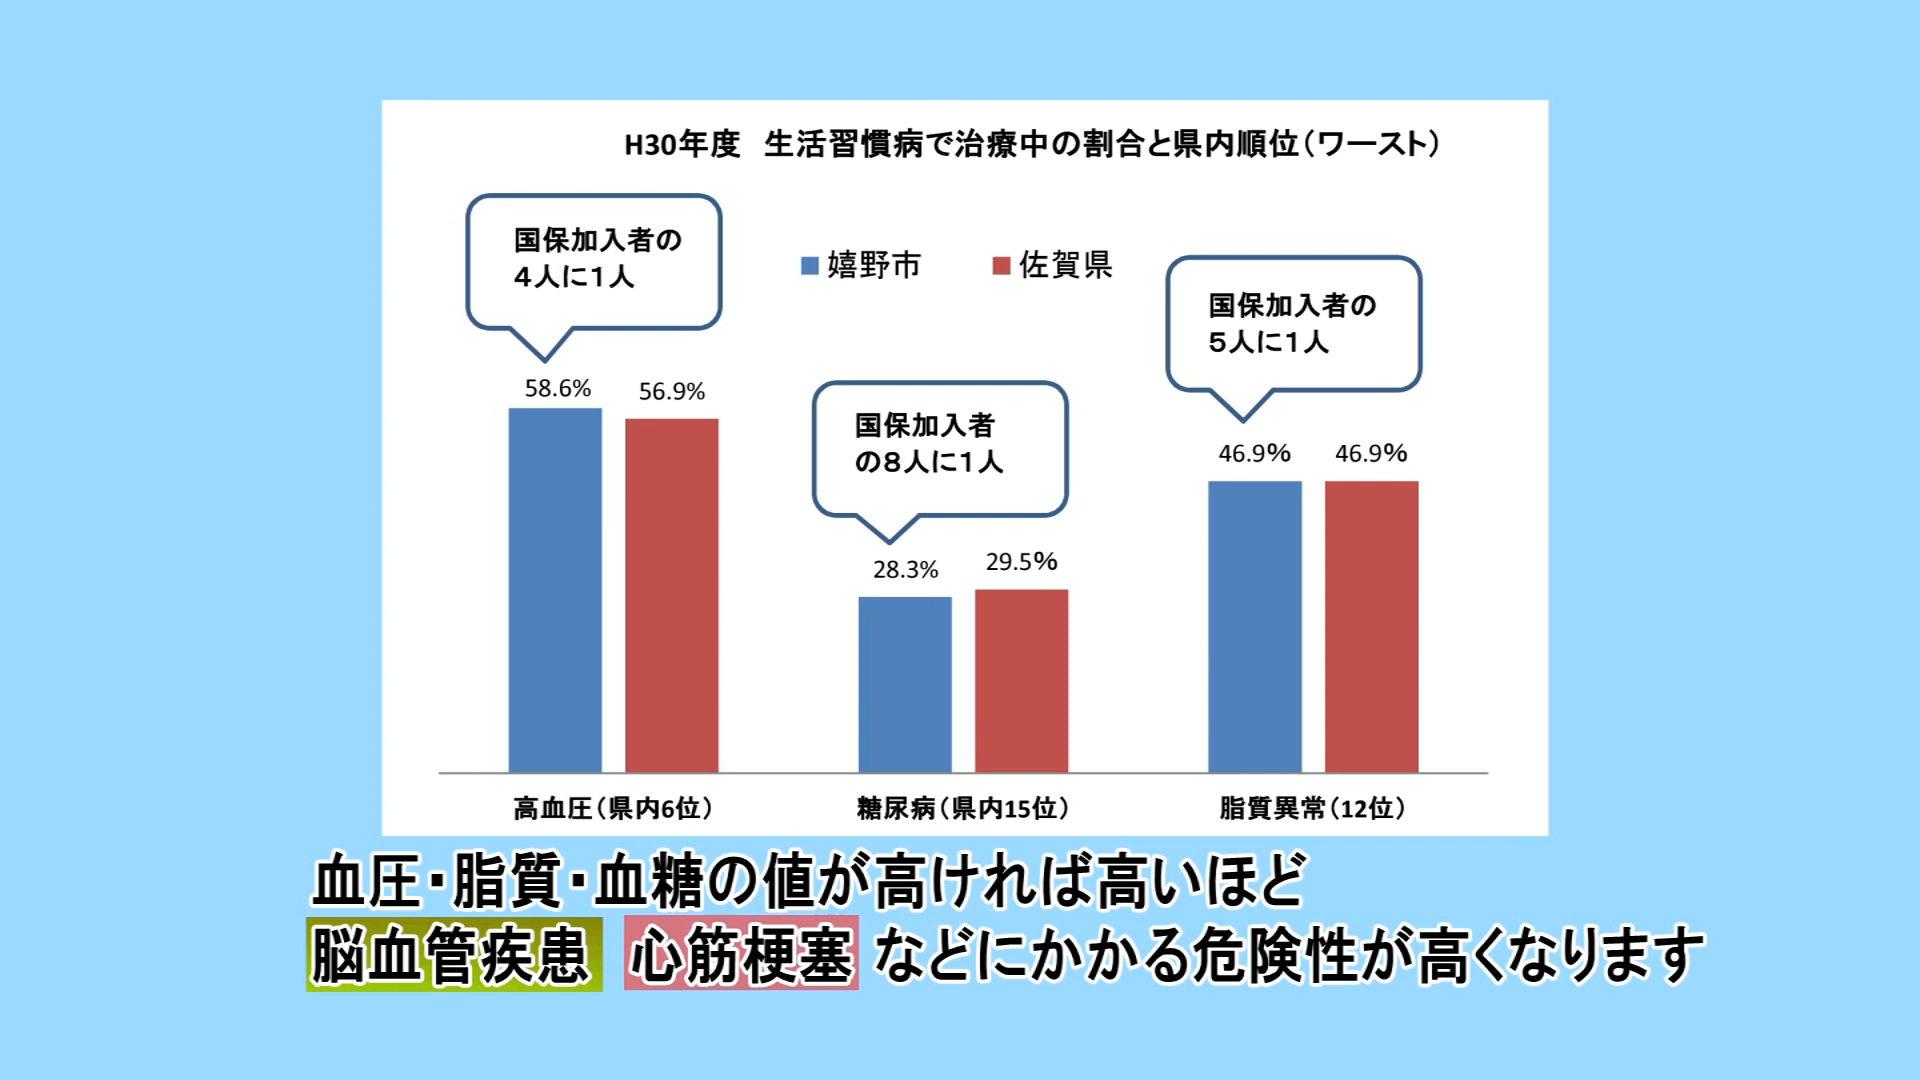 H30年度　生活習慣病で治療中の割合と県内順位（ワースト）
国保加入者の
４人に１人
嬉野市
佐賀県
国保加入者の
５人に１人
58.6%
56.9%
国保加入者
の８人に１人
46.9%
46.9%
28.3%
29.5%
高血圧（県内6位）
糖尿病（県内15位）
脂質異常（12位）
血圧・脂質・血糖の値が高ければ高いほど
脳血管疾患 心筋梗塞 などにかかる危険性が高くなります